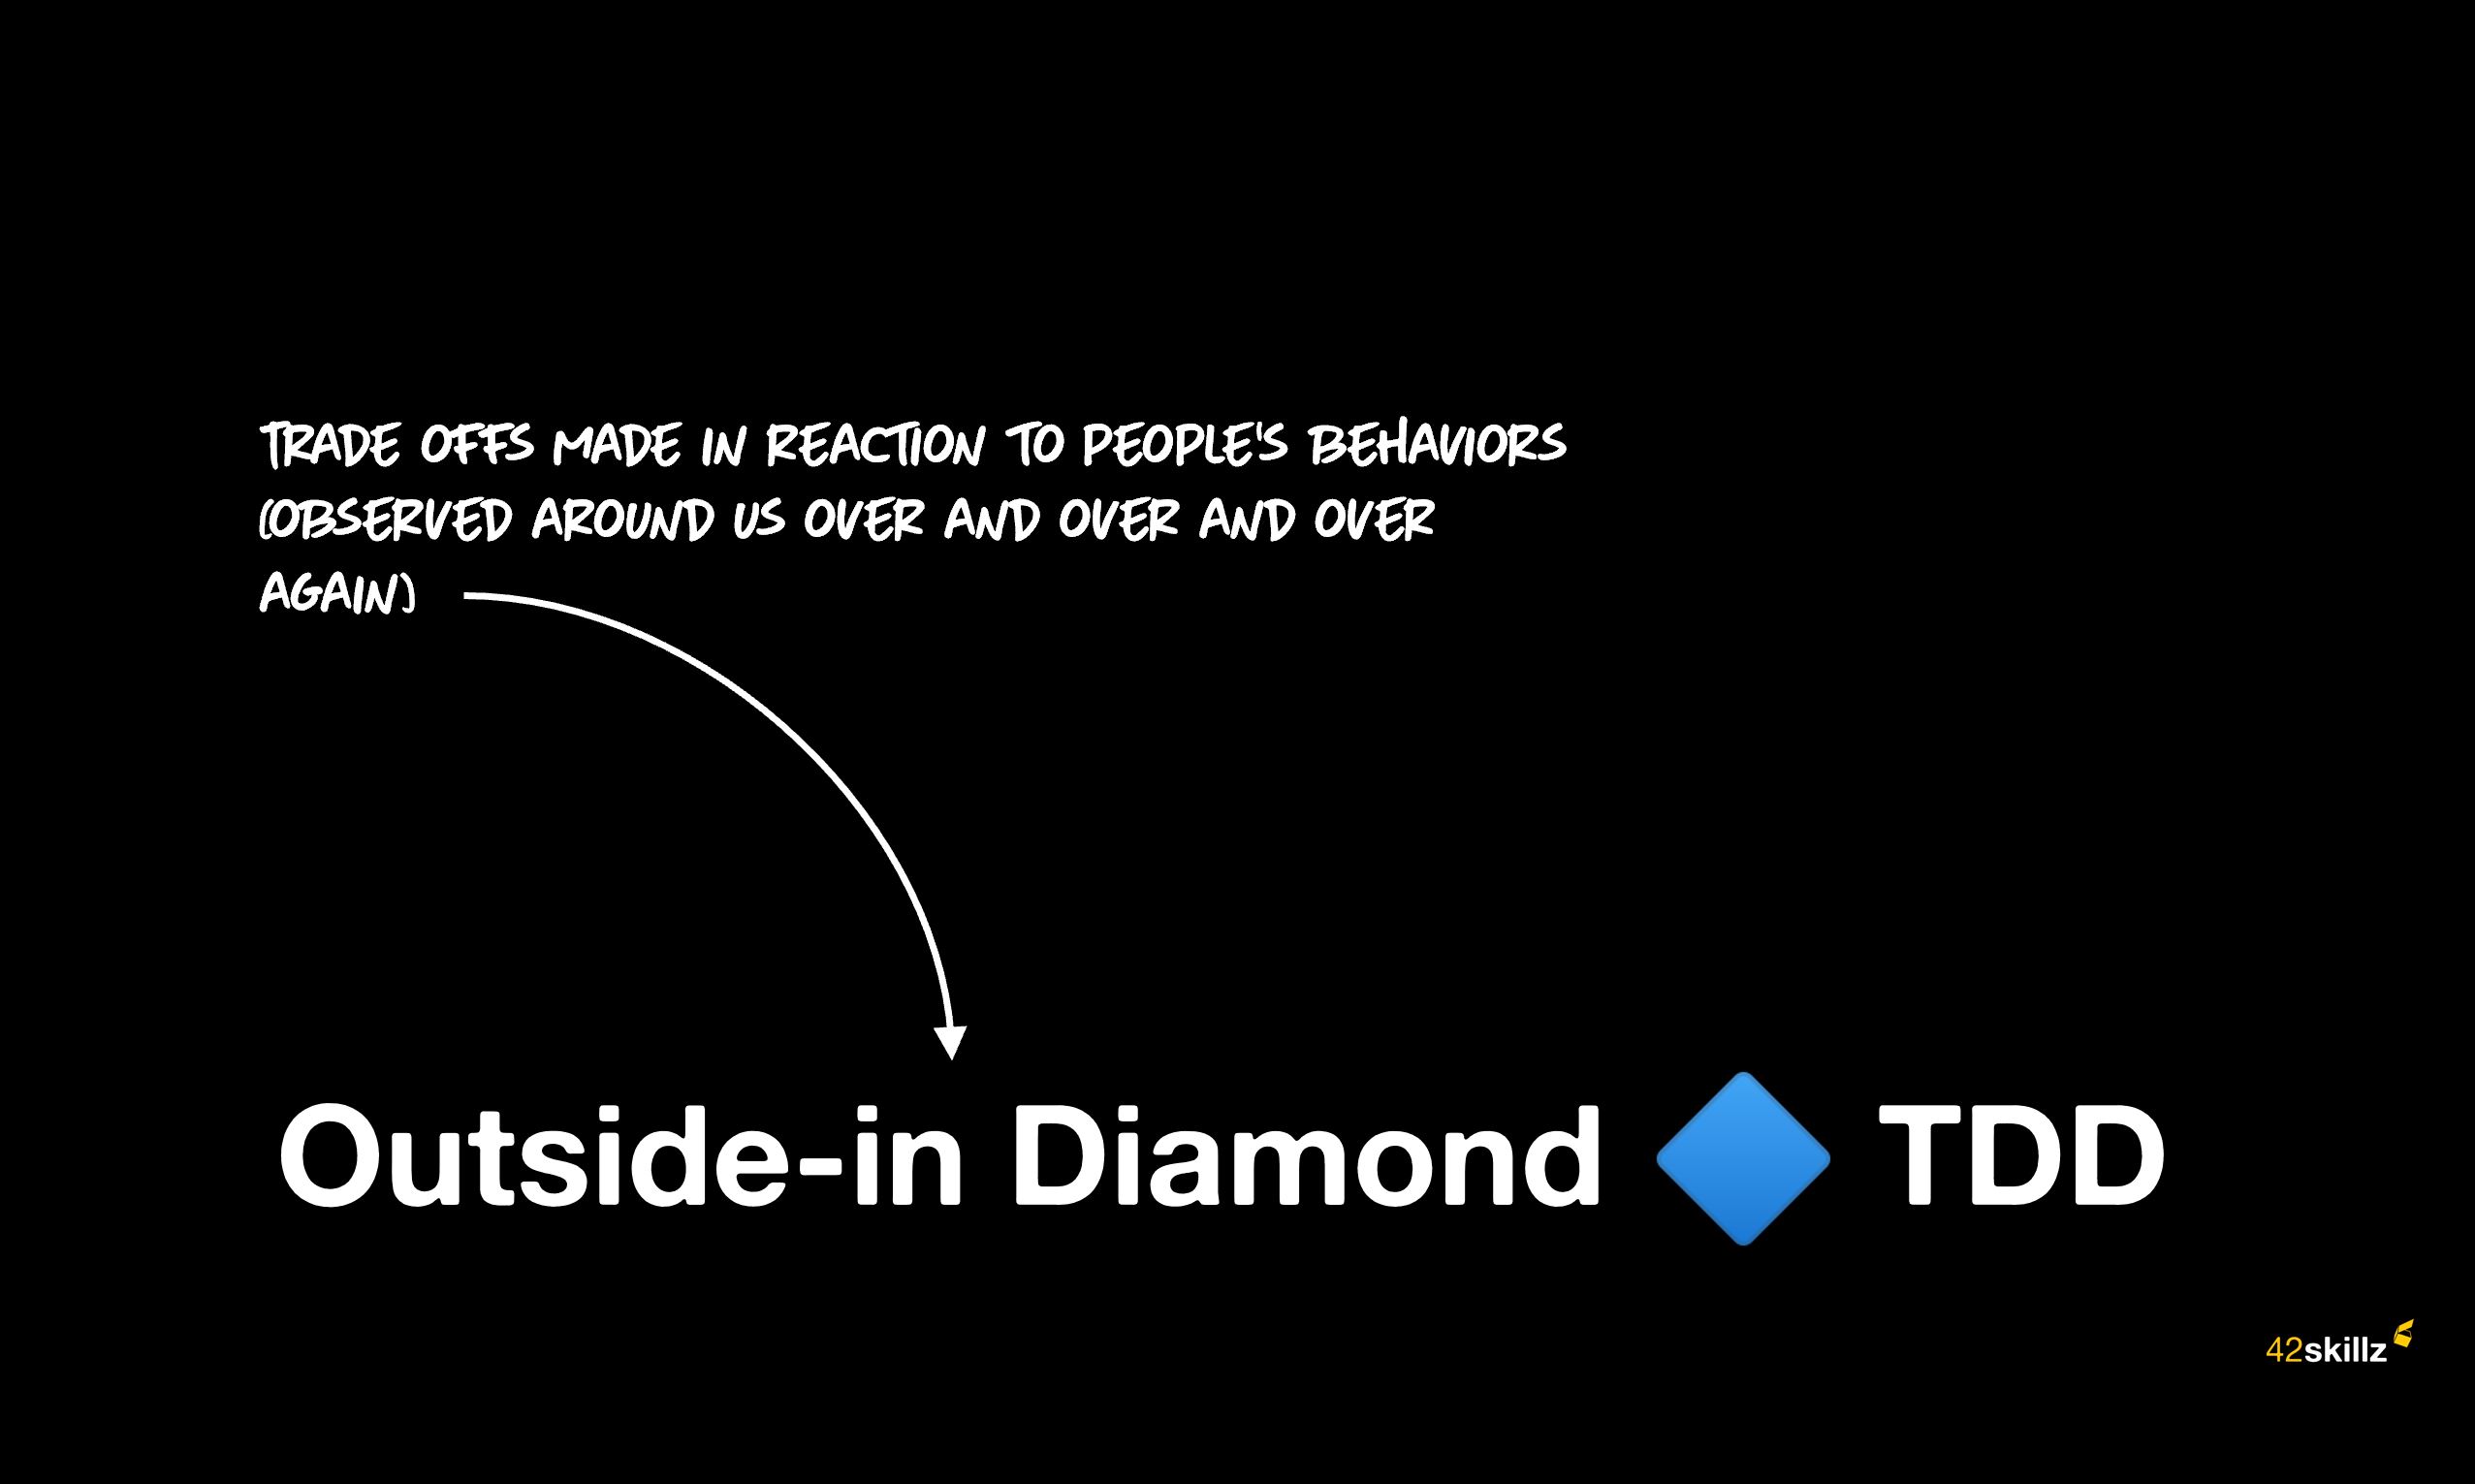 TRADE OFFS MADE IN REACTION TO PEOPLE'S BEHAVIORS
(OBSERVED AROUND US OVER AND OVER AND OVER
AGAIN)
Outside-in Diamond 🔷 TDD
42skillz